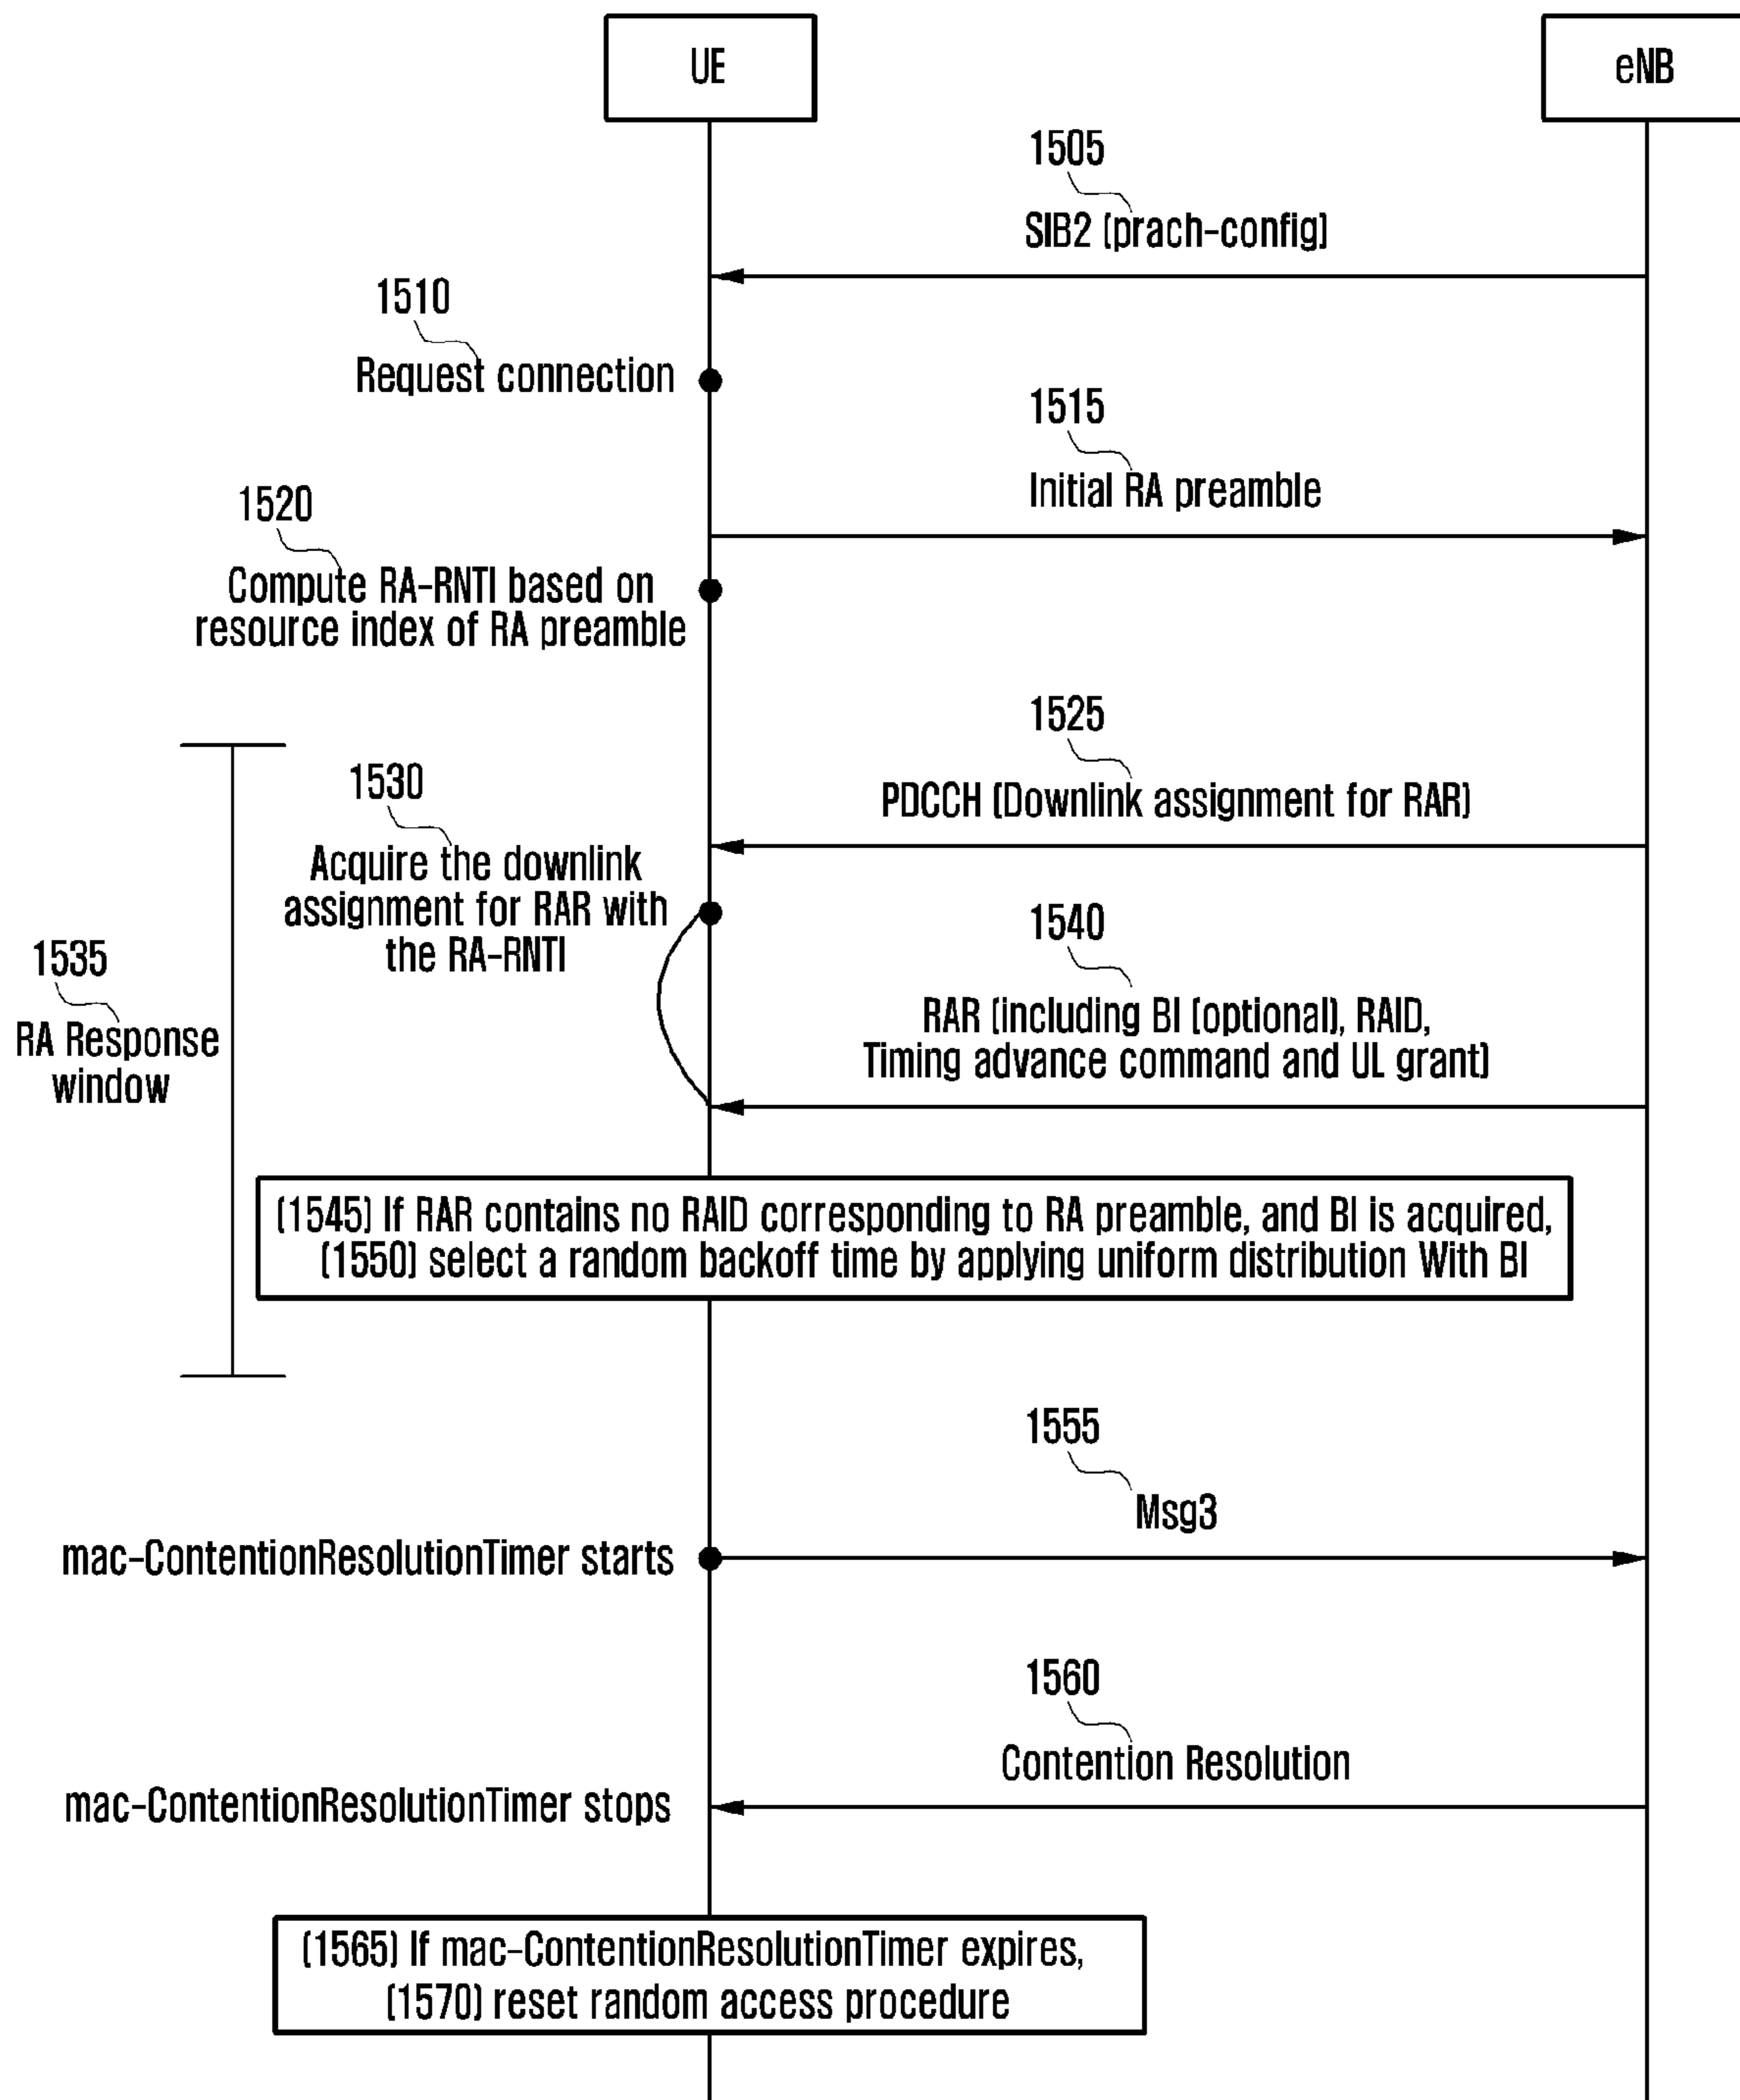 UE
eNB
1505
SIB2 (prach-config)
1510
Request connection
1515
Initial RA preamble
1520
Compute RA-RNTI based on
resource index of RA preamble
1525
PDCCH (Downlink assignment for RAR)
1530
Acquire the downlink
assignment for RAR with
the RA-RNTI
1535
RA Response
window
1540
RAR (including BI (optional), RAID,
Timing advance command and UL grant)
(1545) If RAR contains no RAID corresponding to RA preamble, and BI is acquired,
(1550) select a random backoff time by applying uniform distribution With BI
1555
Msg3
mac-ContentionResolutionTimer starts
1560
Contention Resolution
mac-ContentionResolutionTimer stops
(1565) If mac-ContentionResolutionTimer expires,
(1570) reset random access procedure